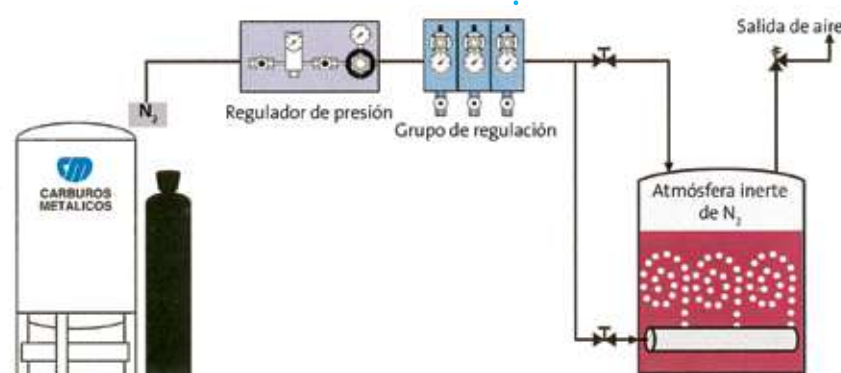 Salida de aire
N₂
Regulador de presión
Grupo de regulación
CARBUROS
METALICOS
Atmósfera inerte
de N₂